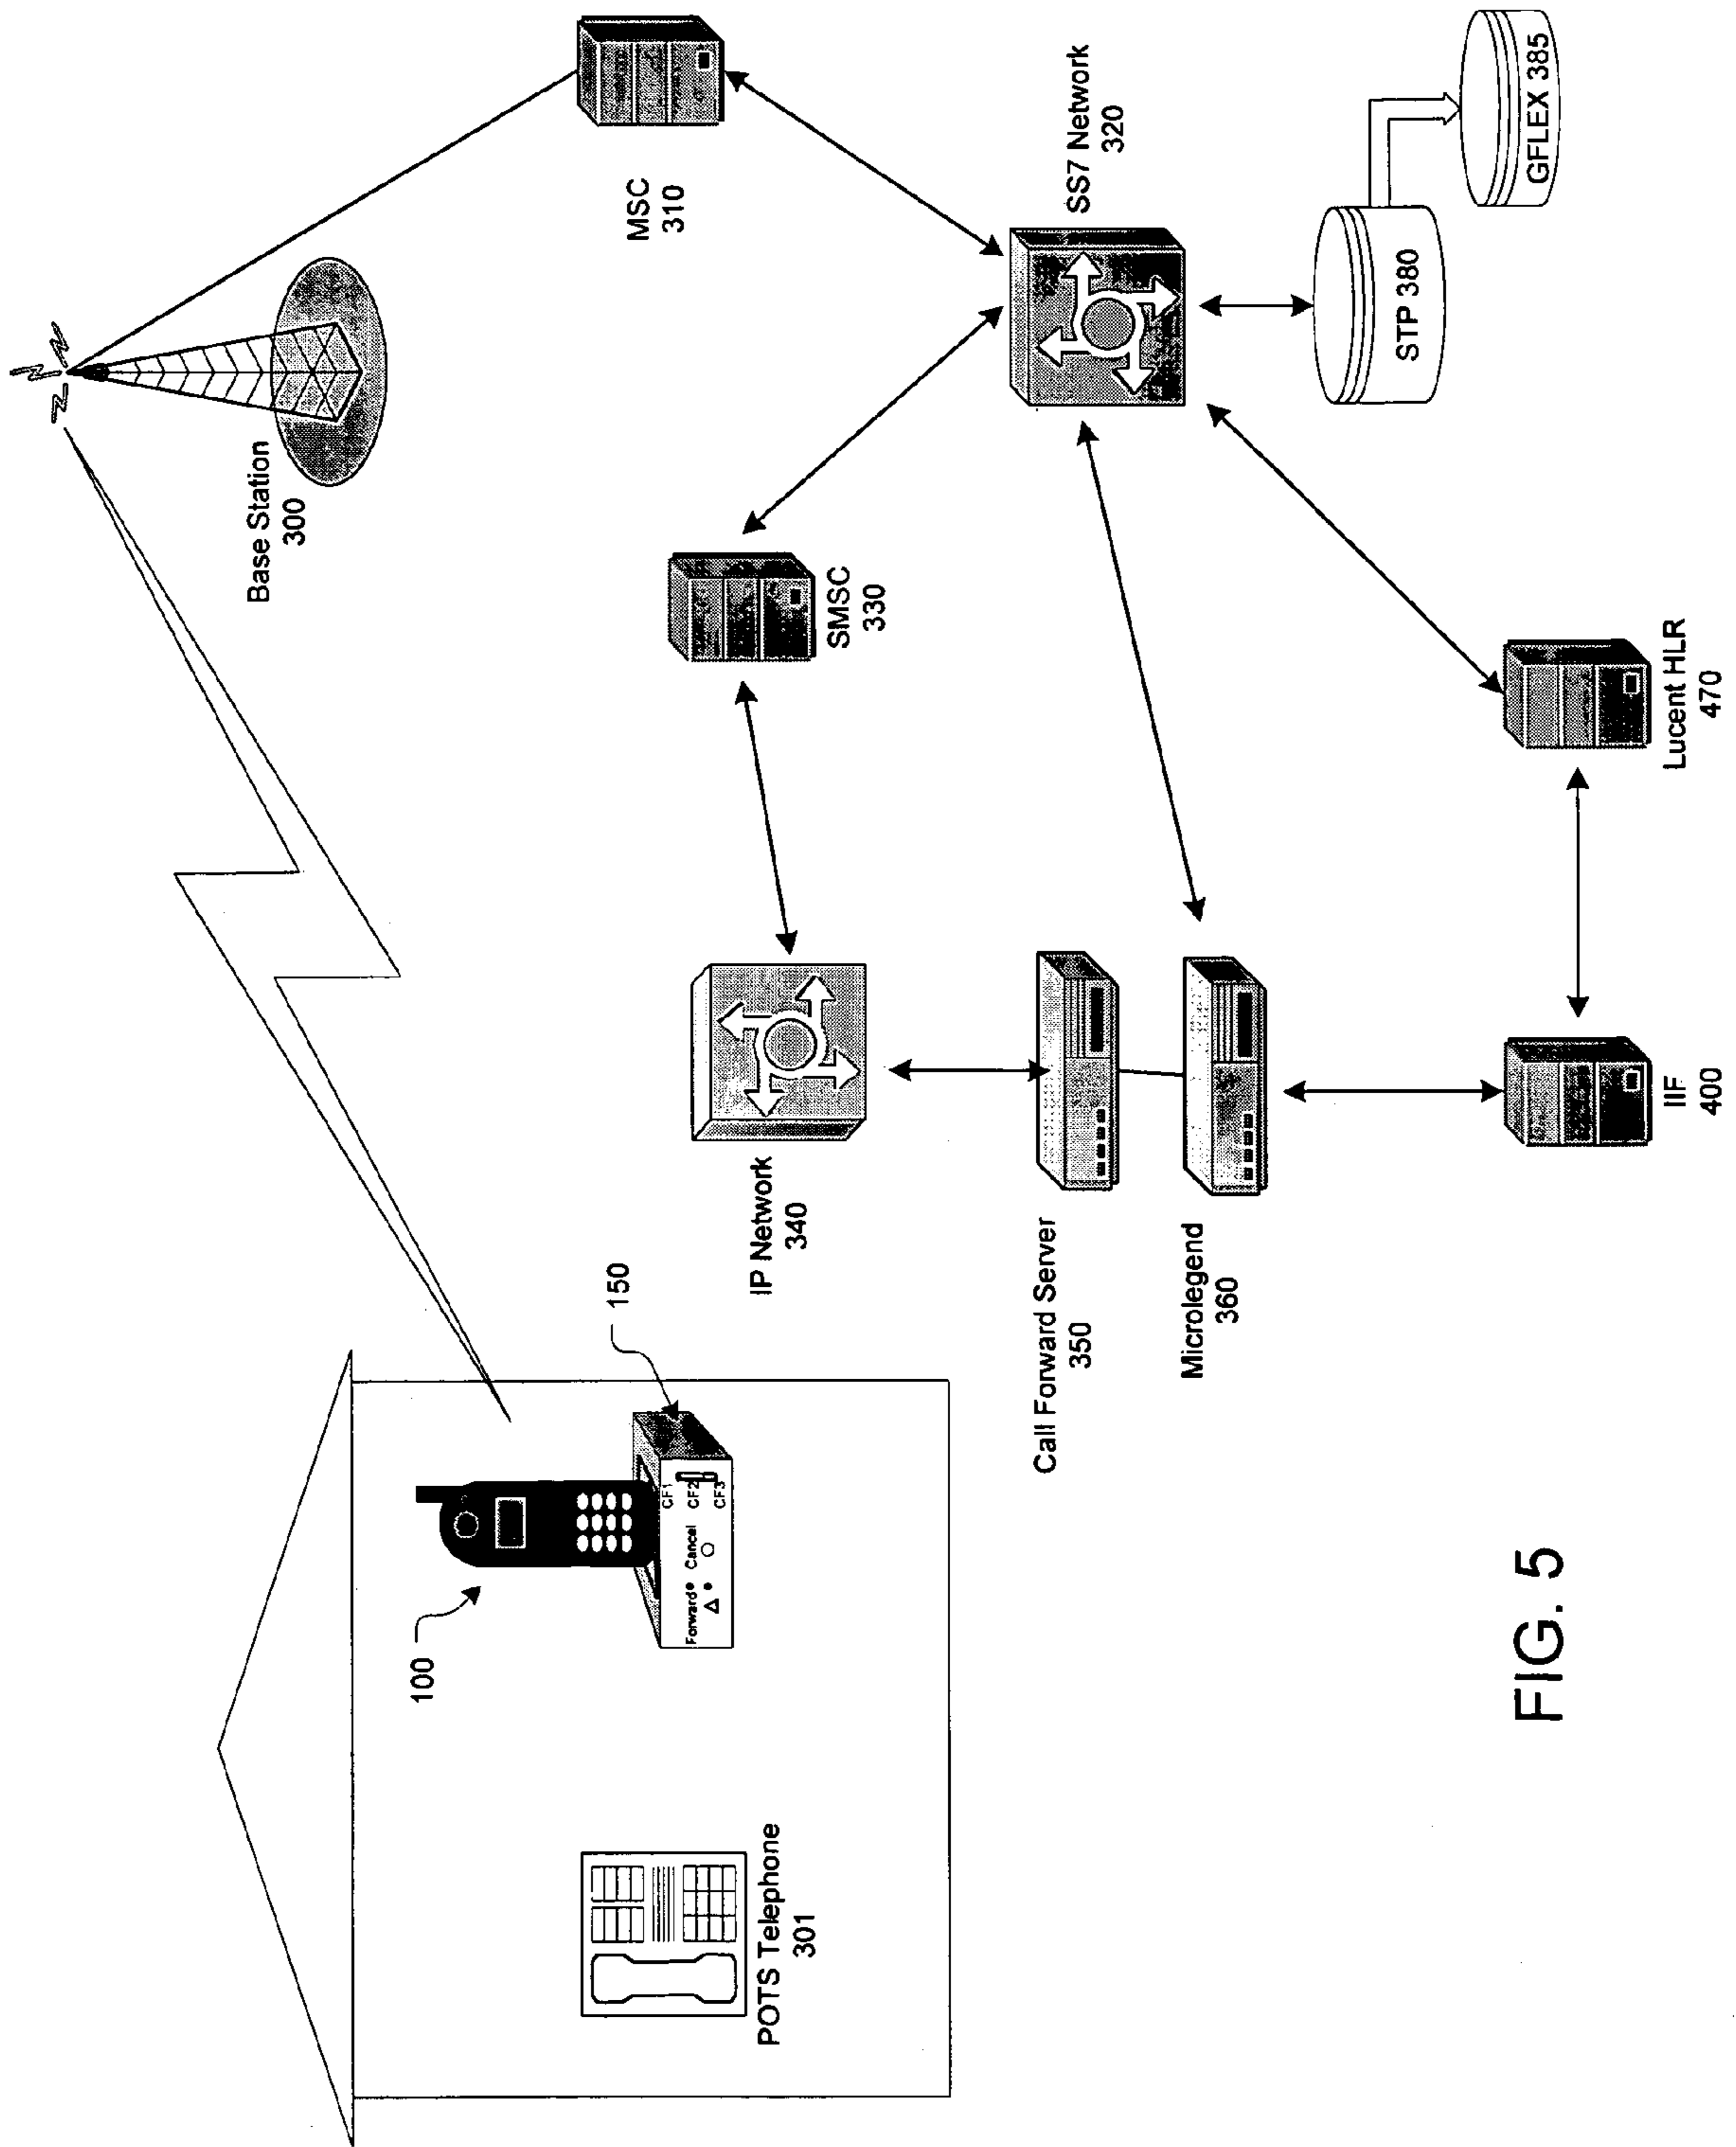 Base Station
300
MSC
310
SS7 Network
320
SMSC
330
STP 380
GFLEX 385
IP Network
340
Call Forward Server
350
Microlegend
360
Lucent HLR
470
IIF
400
100
150
Forward
Cancel
CF1
CF2
CF3
POTS Telephone
301
FIG. 5